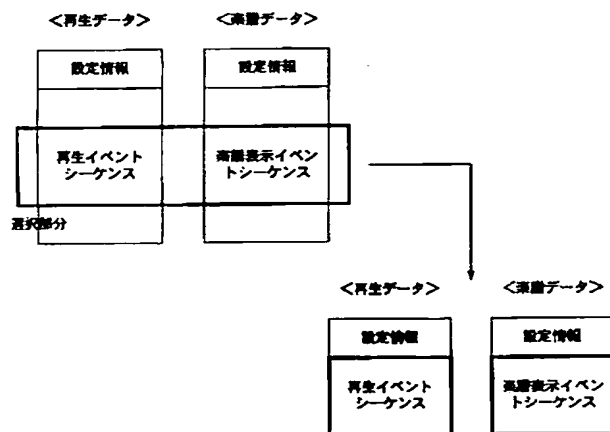 <再生データ>
<楽譜データ>
設定情報
設定情報
再生イベント
シーケンス
楽譜表示イベン
トシーケンス
選択部分
<再生データ>
<楽譜データ>
設定情報
設定情報
再生イベント
シーケンス
楽譜表示イベン
トシーケンス